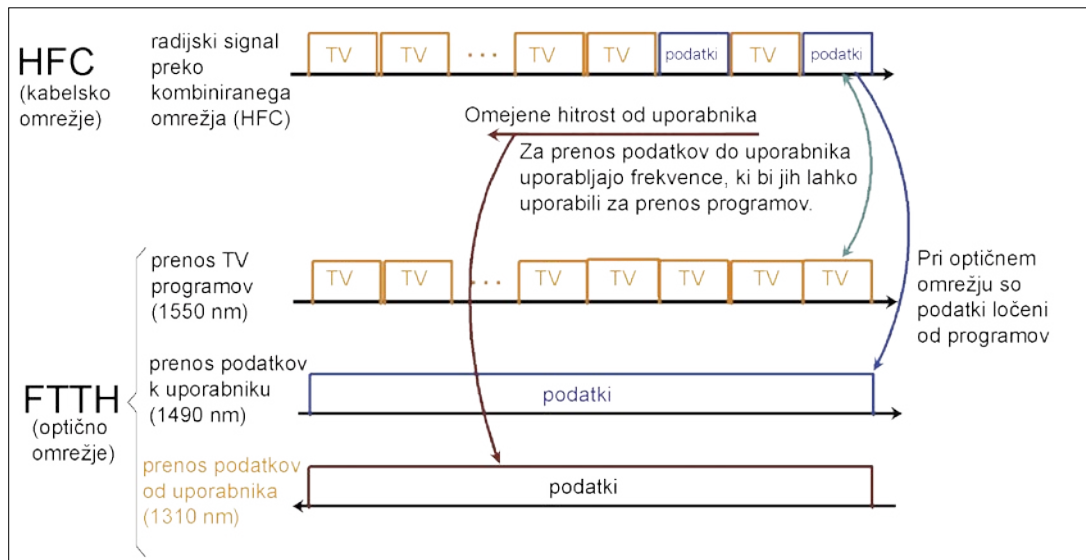 HFC
(kabelsko
omrežje)
radijski signal
preko
kombiniranega
omrežja (HFC)
TV TV ... TV TV podatki TV podatki
Omejene hitrost od uporabnika
Za prenos podatkov do uporabnika
uporabljajo frekvence, ki bi jih lahko
uporabili za prenos programov.
Pri optičnem
omrežju so
podatki ločeni
od programov
FTTH
(optično
omrežje)
prenos TV
programov
(1550 nm)
TV TV ... TV TV TV TV TV
prenos podatkov
k uporabniku
(1490 nm)
podatki
prenos podatkov
od uporabnika
(1310 nm)
podatki